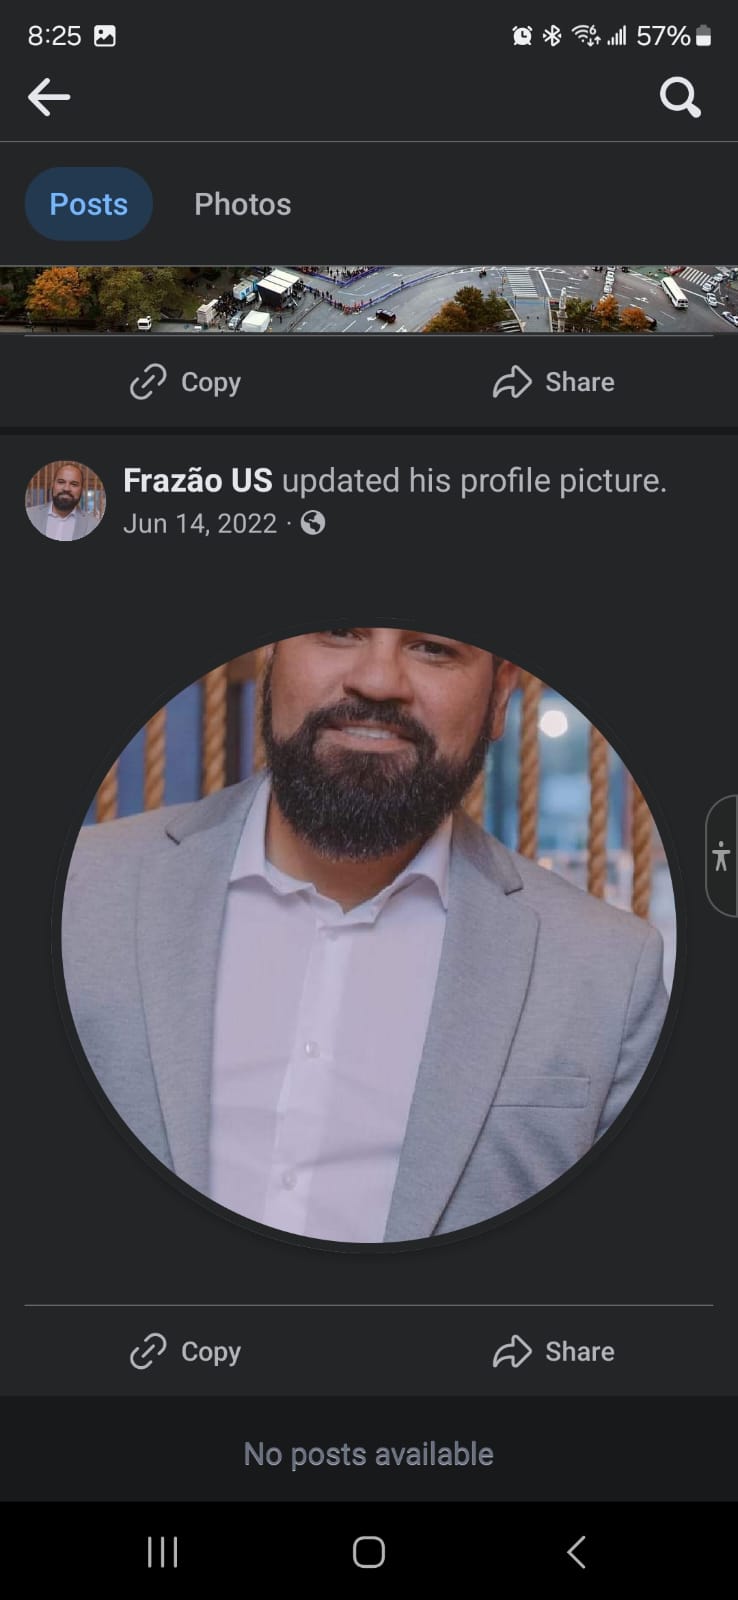 8:25 57%
Posts Photos
Copy Share
Frazão US updated his profile picture.
Jun 14, 2022 ·
Copy Share
No posts available